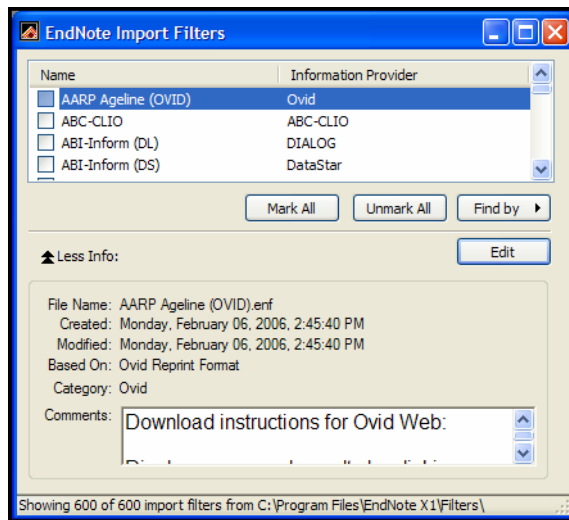 EndNote Import Filters
Name Information Provider
AARP Ageline (OVID) Ovid
ABC-CLIO ABC-CLIO
ABI-Inform (DL) DIALOG
ABI-Inform (DS) DataStar
Mark All Unmark All Find by
Less Info: Edit
File Name: AARP Ageline (OVID).enf
Created: Monday, February 06, 2006, 2:45:40 PM
Modified: Monday, February 06, 2006, 2:45:40 PM
Based On: Ovid Reprint Format
Category: Ovid
Comments: Download instructions for Ovid Web:
Showing 600 of 600 import filters from C:\Program Files\EndNote X1\Filters\